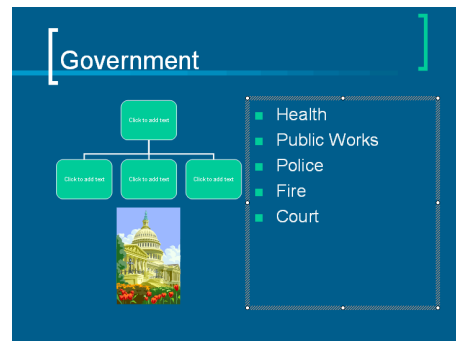 Government
Click to add text
Click to add text
Click to add text
Click to add text
Health
Public Works
Police
Fire
Court